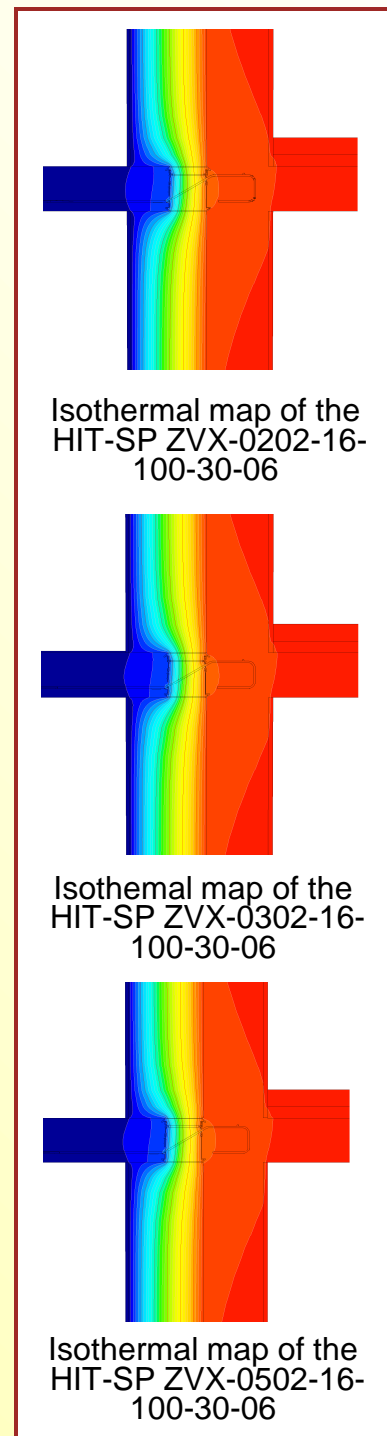 Isothermal map of the
HIT-SP ZVX-0202-16-
100-30-06
Isothemal map of the
HIT-SP ZVX-0302-16-
100-30-06
Isothermal map of the
HIT-SP ZVX-0502-16-
100-30-06